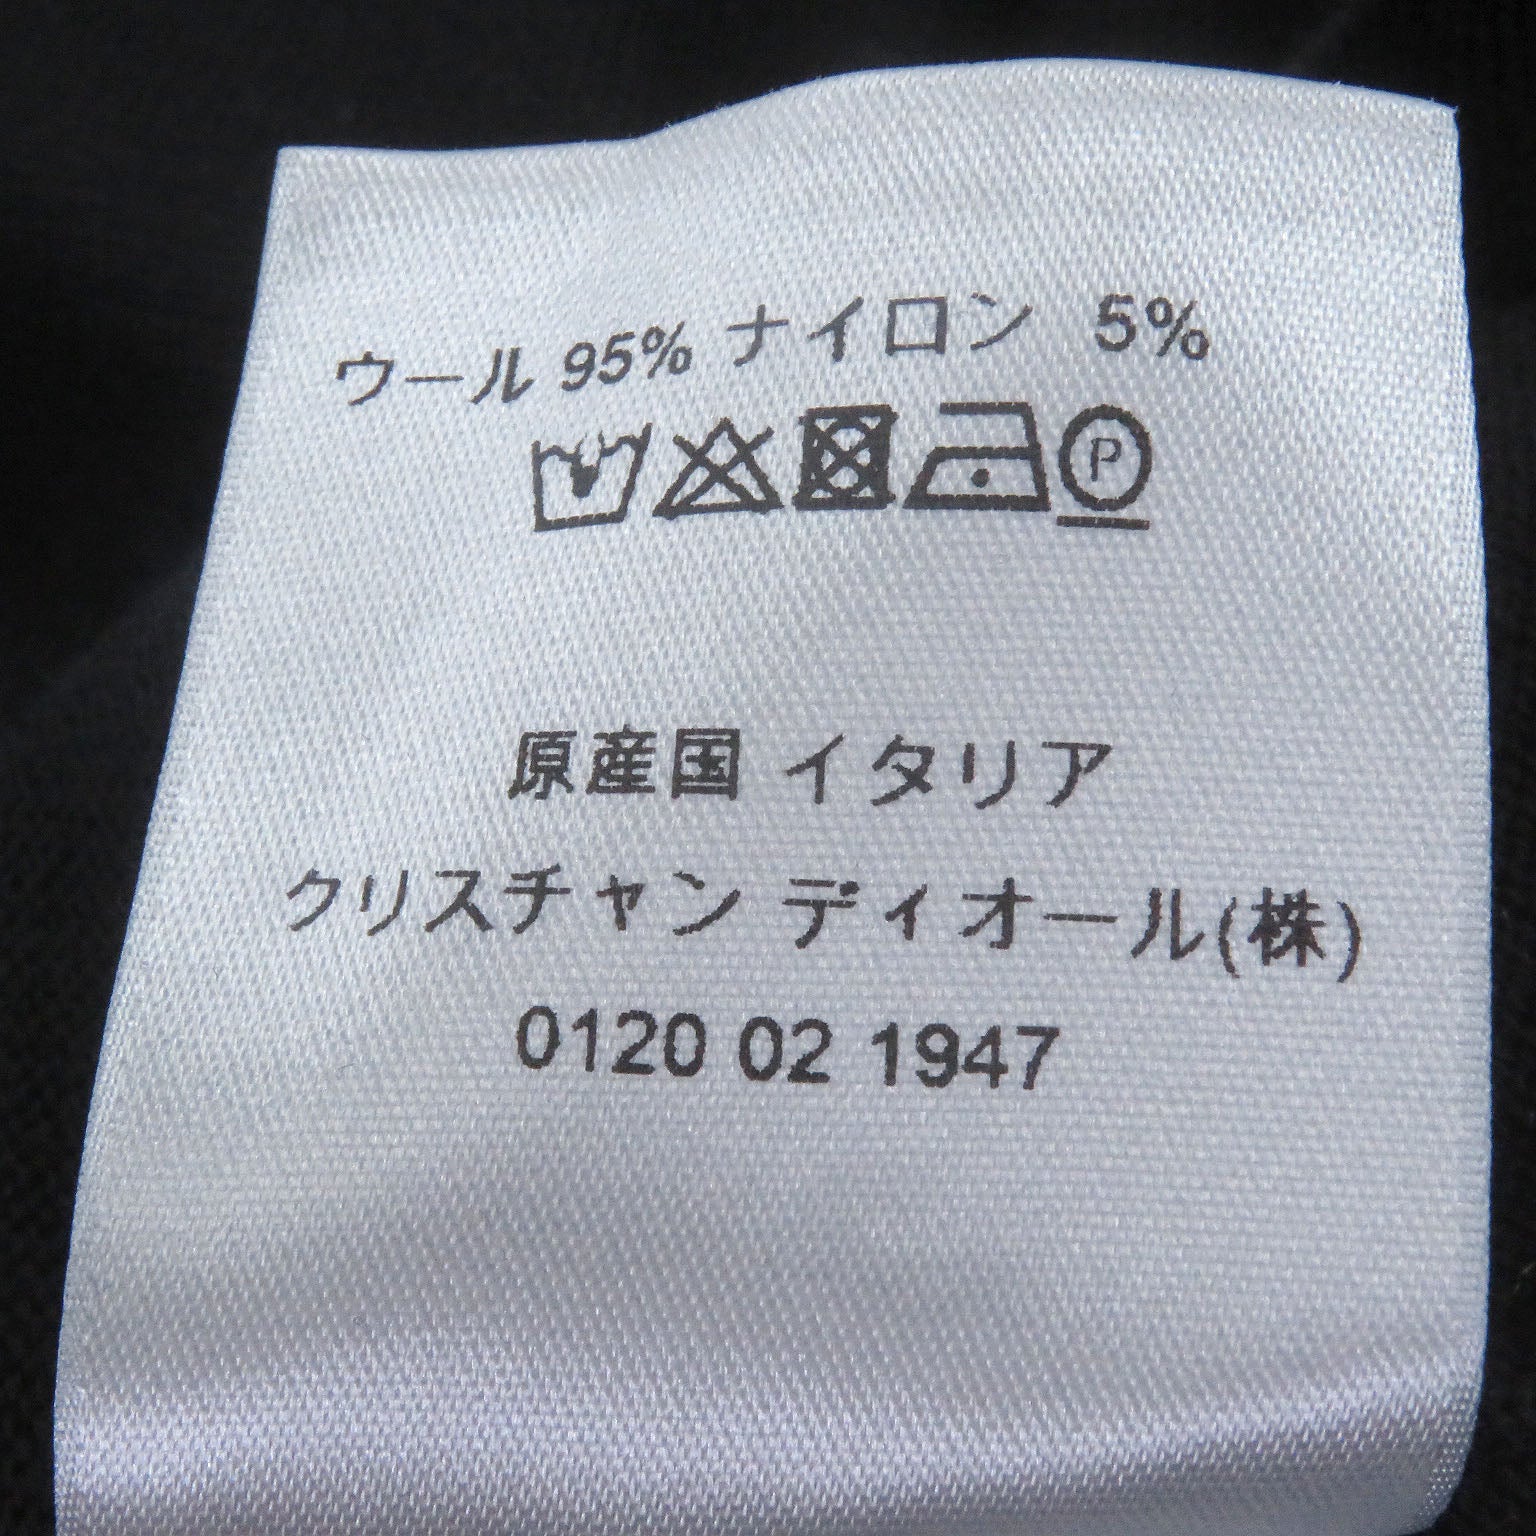 ウール 95% ナイロン 5%
P
原産国 イタリア
クリスチャン ディオール(株)
0120 02 1947